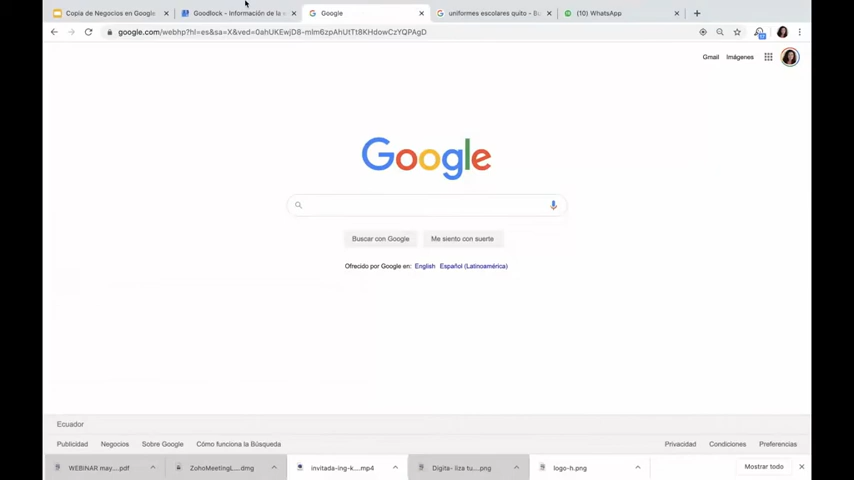 Copia de Negocios en Google
Goodlock - Información de la
Google
uniformes escolares quito - Bu
(10) WhatsApp
google.com/webhp?hl=es&sa=X&ved=0ahUKEwjD8-mIm6zpAhUtTt8KHdowCzYQPAgD
Gmail Imágenes
Google
Buscar con Google Me siento con suerte
Ofrecido por Google en: English Español (Latinoamérica)
Ecuador
Publicidad Negocios Sobre Google Cómo funciona la Búsqueda Privacidad Condiciones Preferencias
WEBINAR may....pdf ZohoMeetingL....dmg invitada-ing-k....mp4 Digita- liza tu....png logo-h.png Mostrar todo